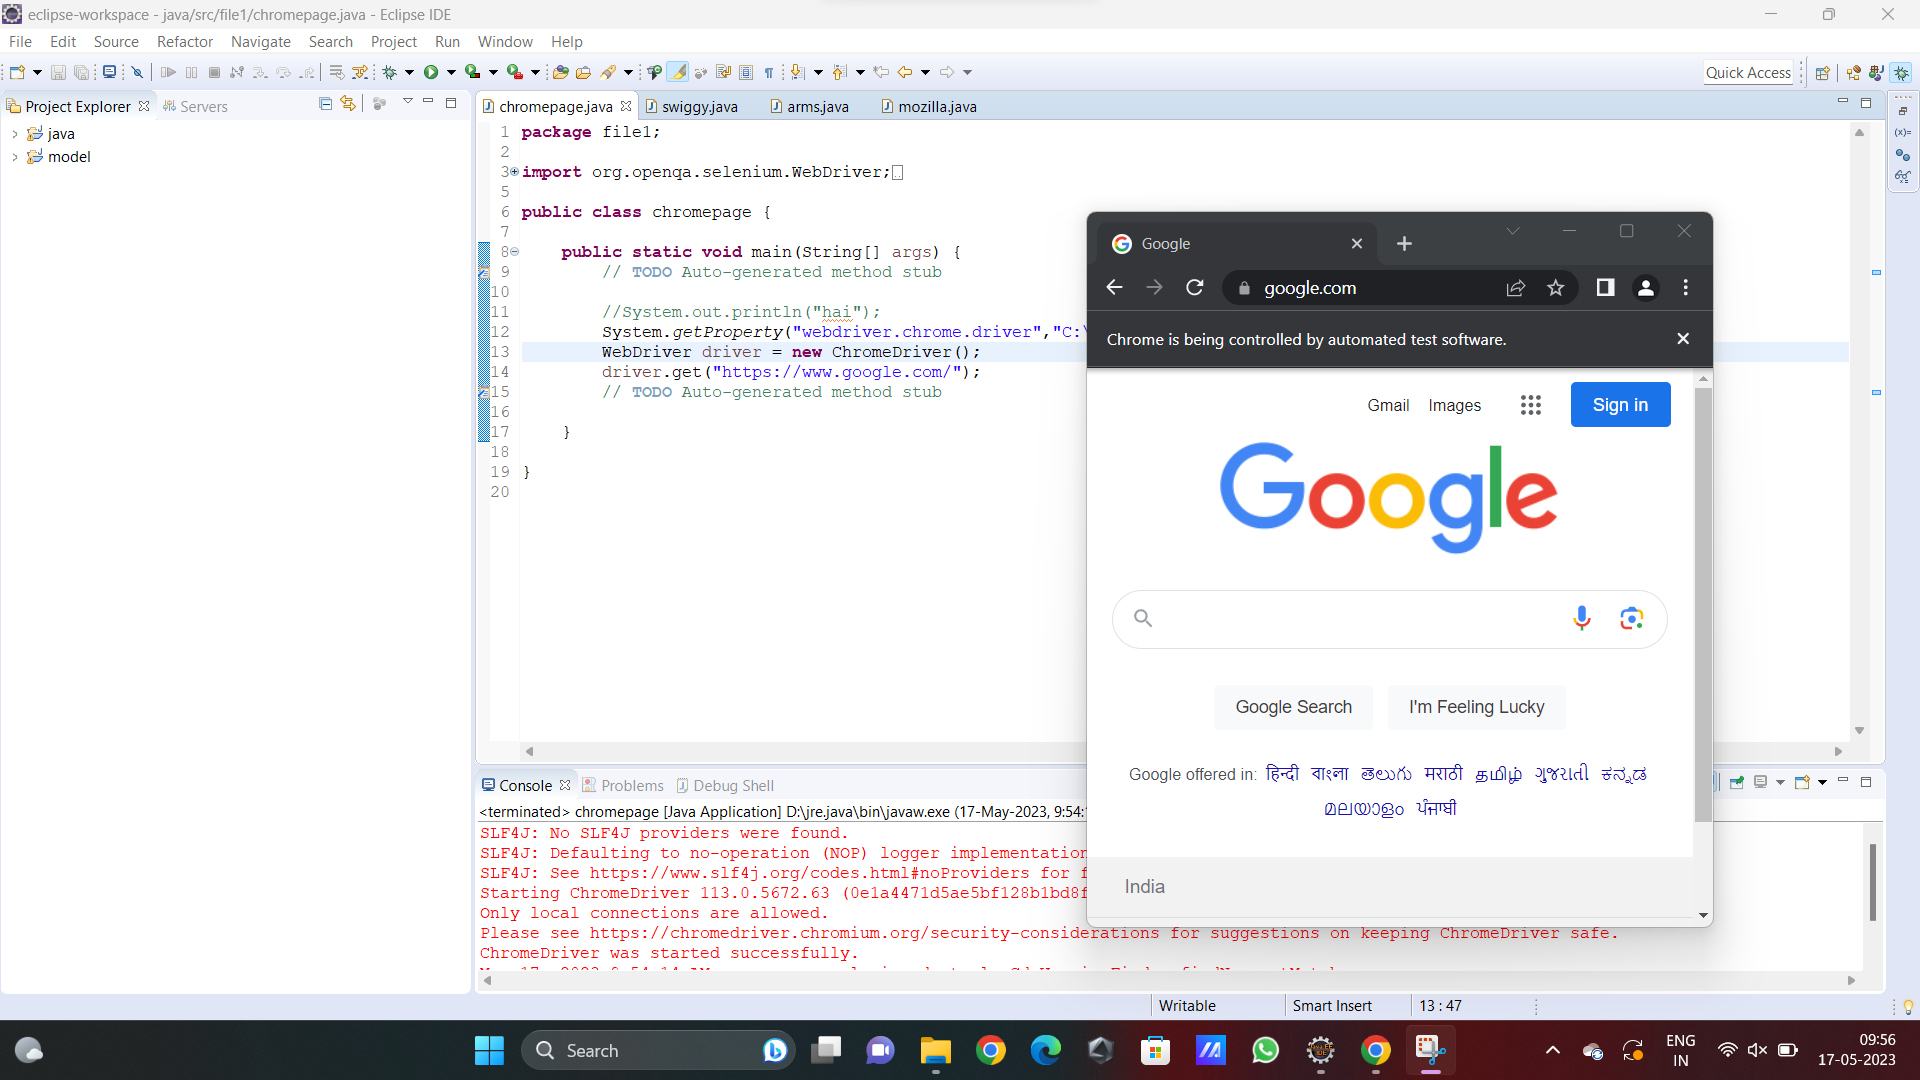 eclipse-workspace - java/src/file1/chromepage.java - Eclipse IDE
File Edit Source Refactor Navigate Search Project Run Window Help
Quick Access
Project Explorer Servers
java
model
chromepage.java swiggy.java arms.java mozilla.java
1 package file1;
2
3 import org.openqa.selenium.WebDriver;
5
6 public class chromepage {
7
8 public static void main(String[] args) {
9 // TODO Auto-generated method stub
10
11 //System.out.println("hai");
12 System.getProperty("webdriver.chrome.driver","C:\
13 WebDriver driver = new ChromeDriver();
14 driver.get("https://www.google.com/");
15 // TODO Auto-generated method stub
16
17 }
18
19 }
20
Google
google.com
Chrome is being controlled by automated test software.
Gmail Images Sign in
Google
Google Search I'm Feeling Lucky
Google offered in: हिन्दी বাংলা తెలుగు मराठी தமிழ் ગુજરાતી ಕನ್ನಡ
മലയാളം ਪੰਜਾਬੀ
India
Console Problems Debug Shell
<terminated> chromepage [Java Application] D:\jre.java\bin\javaw.exe (17-May-2023, 9:54:
SLF4J: No SLF4J providers were found.
SLF4J: Defaulting to no-operation (NOP) logger implementation
SLF4J: See https://www.slf4j.org/codes.html#noProviders for f
Starting ChromeDriver 113.0.5672.63 (0e1a4471d5ae5bf128b1bd8f
Only local connections are allowed.
Please see https://chromedriver.chromium.org/security-considerations for suggestions on keeping ChromeDriver safe.
ChromeDriver was started successfully.
Writable Smart Insert 13 : 47
Search
ENG
IN
09:56
17-05-2023